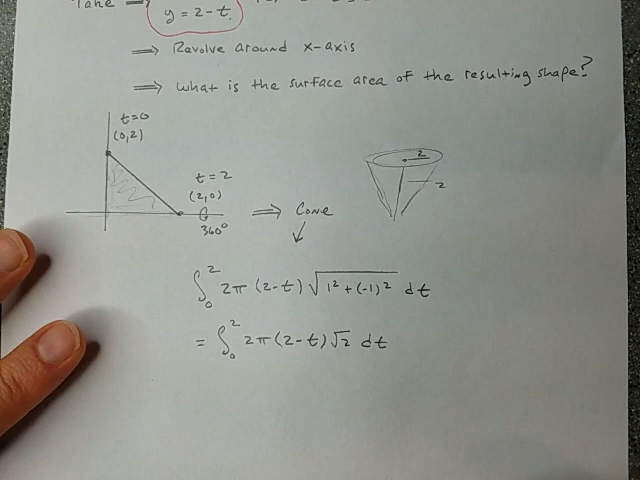 Take ⟹
y = 2 - t.
⟹ Revolve around x-axis
⟹ What is the surface area of the resulting shape?
t=0
(0,2)
t = 2
(2,0)
360°
⟹ Cone
2
2
∫₀² 2π (2-t) √(1² + (-1)²) dt
= ∫₀² 2π (2-t) √2 dt